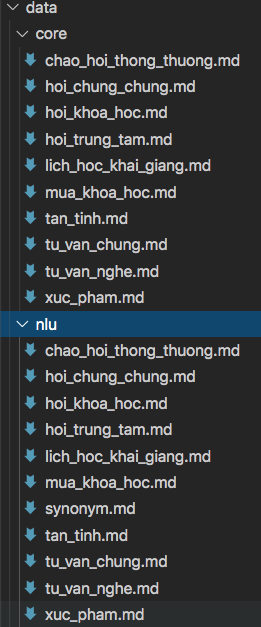 data
core
chao_hoi_thong_thuong.md
hoi_chung_chung.md
hoi_khoa_hoc.md
hoi_trung_tam.md
lich_hoc_khai_giang.md
mua_khoa_hoc.md
tan_tinh.md
tu_van_chung.md
tu_van_nghe.md
xuc_pham.md
nlu
chao_hoi_thong_thuong.md
hoi_chung_chung.md
hoi_khoa_hoc.md
hoi_trung_tam.md
lich_hoc_khai_giang.md
mua_khoa_hoc.md
synonym.md
tan_tinh.md
tu_van_chung.md
tu_van_nghe.md
xuc_pham.md